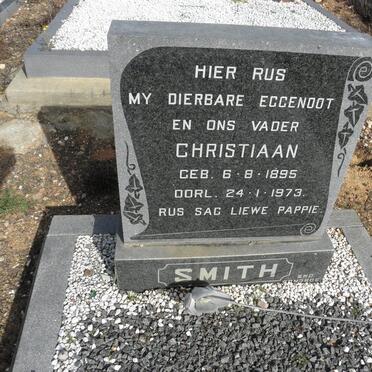 HIER RUS
MY DIERBARE EGGENOOT
EN ONS VADER
CHRISTIAAN
GEB. 6·8·1895
OORL. 24·1·1973.
RUS SAG LIEWE PAPPIE.
SMITH